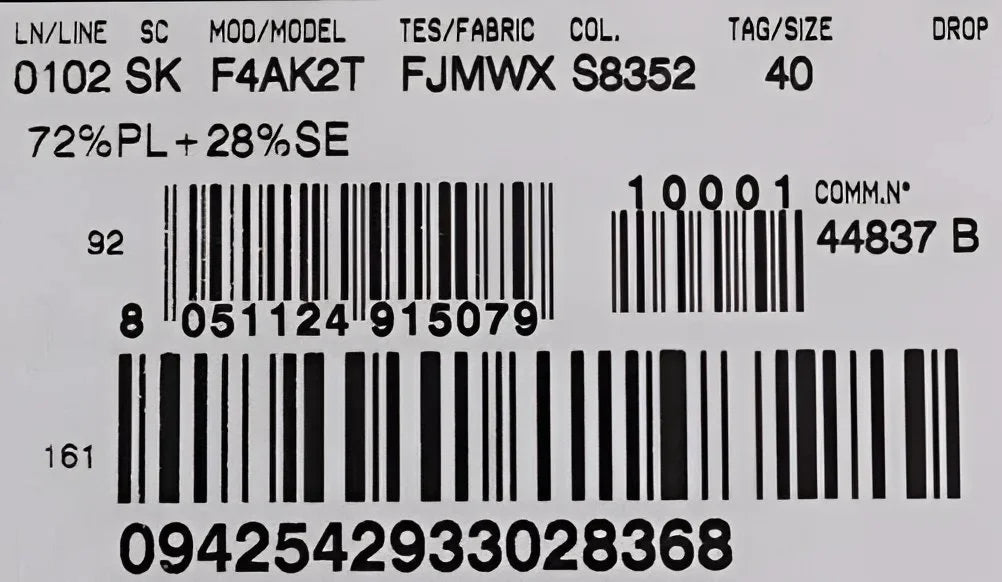 LN/LINE SC MOD/MODEL TES/FABRIC COL. TAG/SIZE DROP
0102 SK F4AK2T FJMWX S8352 40
72%PL+28%SE
10001 COMM.N°
92 44837 B
8 051124 915079
161
0942542933028368